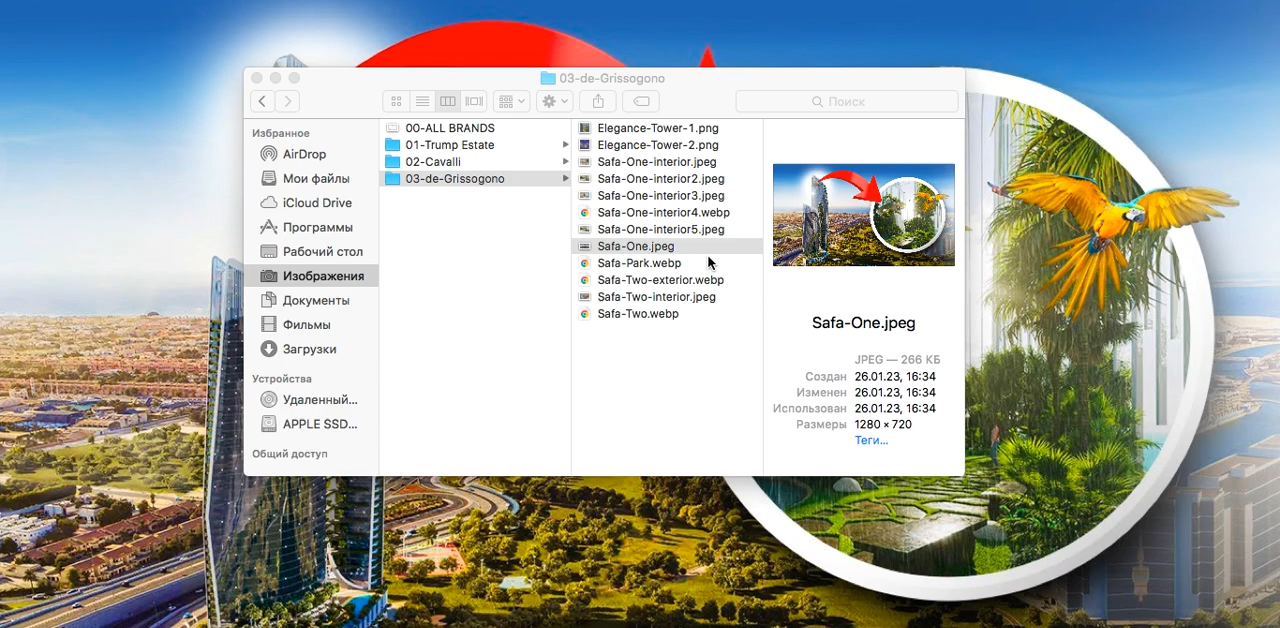 03-de-Grissogono
Поиск
Избранное
AirDrop
Мои файлы
iCloud Drive
Программы
Рабочий стол
Изображения
Документы
Фильмы
Загрузки
Устройства
Удаленный...
APPLE SSD...
Общий доступ
00-ALL BRANDS
01-Trump Estate
02-Cavalli
03-de-Grissogono
Elegance-Tower-1.png
Elegance-Tower-2.png
Safa-One-interior.jpeg
Safa-One-interior2.jpeg
Safa-One-interior3.jpeg
Safa-One-interior4.webp
Safa-One-interior5.jpeg
Safa-One.jpeg
Safa-Park.webp
Safa-Two-exterior.webp
Safa-Two-interior.jpeg
Safa-Two.webp
Safa-One.jpeg
JPEG — 266 КБ
Создан 26.01.23, 16:34
Изменен 26.01.23, 16:34
Использован 26.01.23, 16:34
Размеры 1280 × 720
Теги...